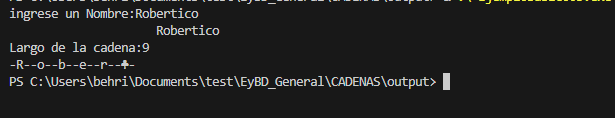 ingrese un Nombre:Robertico
Robertico
Largo de la cadena:9
-R--o--b--e--r--♣-
PS C:\Users\behri\Documents\test\EyBD_General\CADENAS\output>